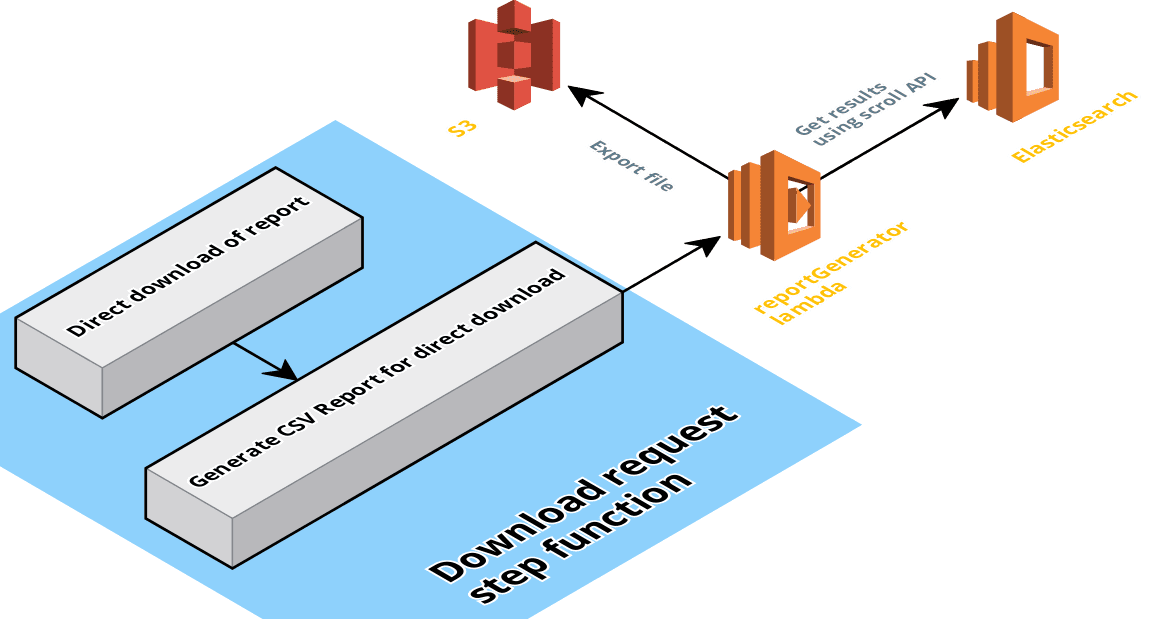 S3
Export file
Get results
using scroll API
Elasticsearch
reportGenerator
lambda
Direct download of report
Generate CSV Report for direct download
Download request
step function